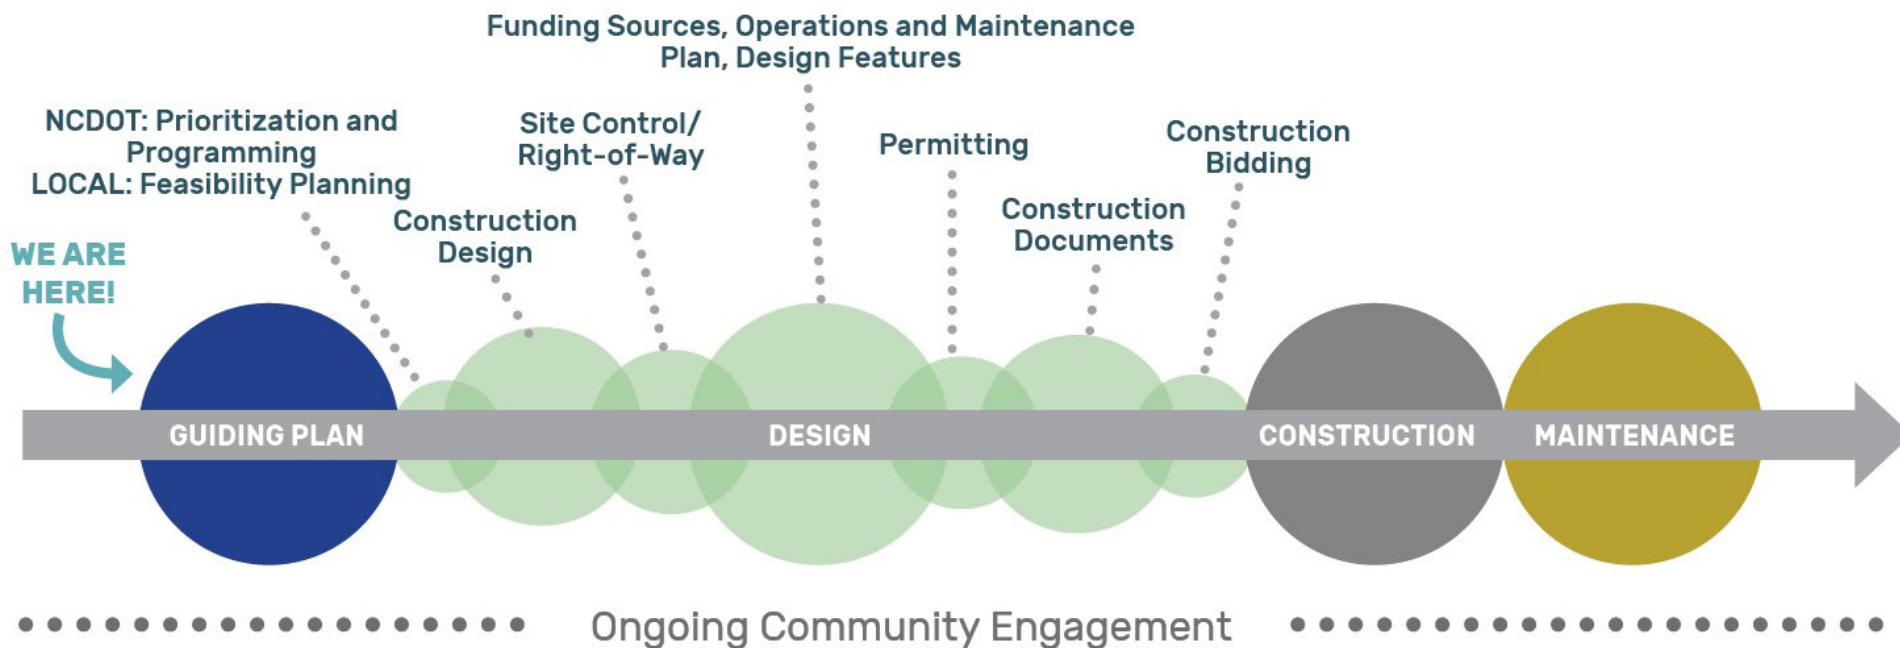 Funding Sources, Operations and Maintenance
Plan, Design Features
NCDOT: Prioritization and
Programming
LOCAL: Feasibility Planning
Site Control/
Right-of-Way
Permitting
Construction
Bidding
Construction
Design
Construction
Documents
WE ARE
HERE!
GUIDING PLAN
DESIGN
CONSTRUCTION
MAINTENANCE
Ongoing Community Engagement